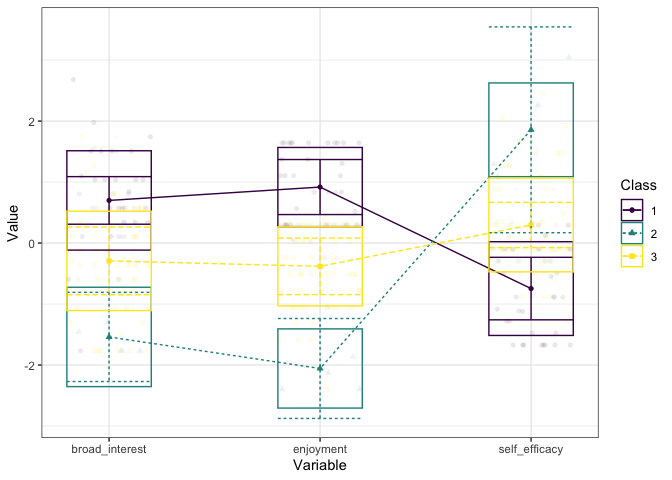 Value
2
0
-2
broad_interest
enjoyment
self_efficacy
Variable
Class
1
2
3